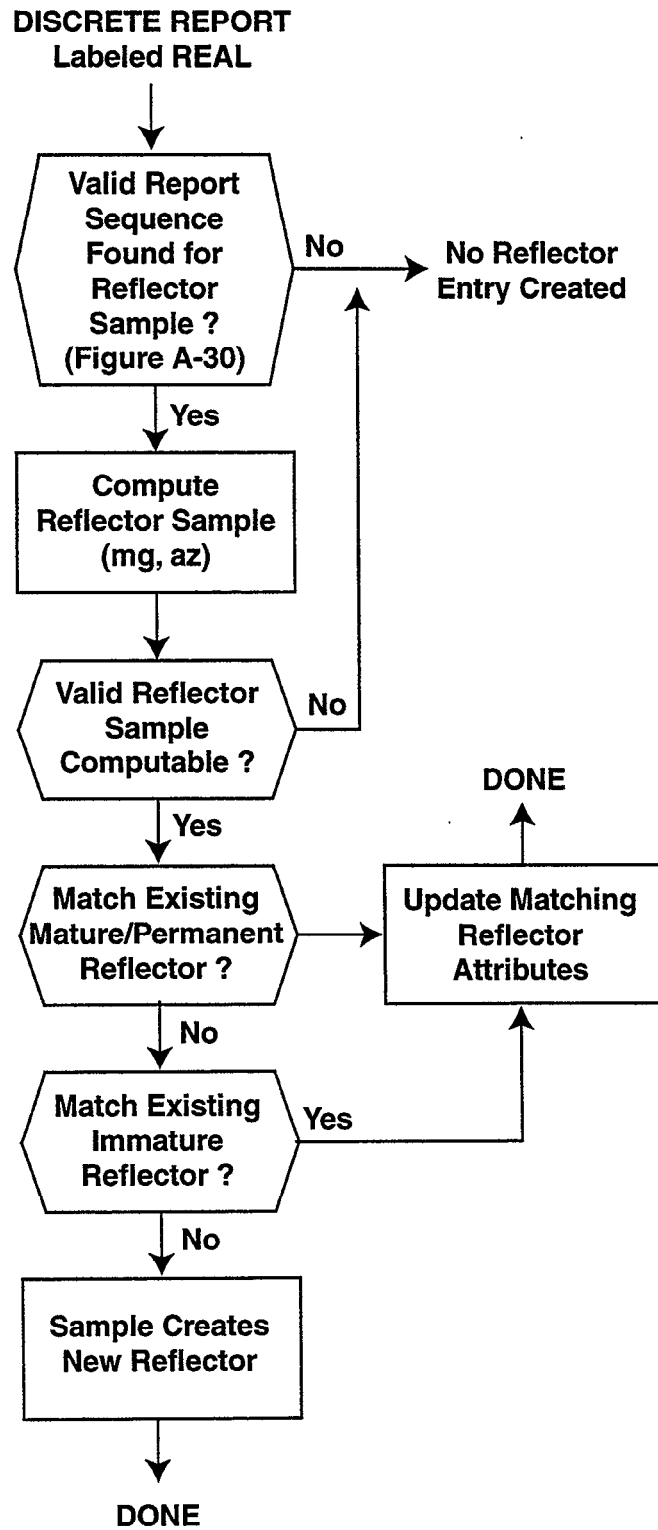 DISCRETE REPORT
Labeled REAL
Valid Report
Sequence
Found for
Reflector
Sample ?
(Figure A-30)
No
No Reflector
Entry Created
Yes
Compute
Reflector Sample
(mg, az)
Valid Reflector
Sample
Computable ?
No
Yes
DONE
Match Existing
Mature/Permanent
Reflector ?
Update Matching
Reflector
Attributes
No
Match Existing
Immature
Reflector ?
Yes
No
Sample Creates
New Reflector
DONE